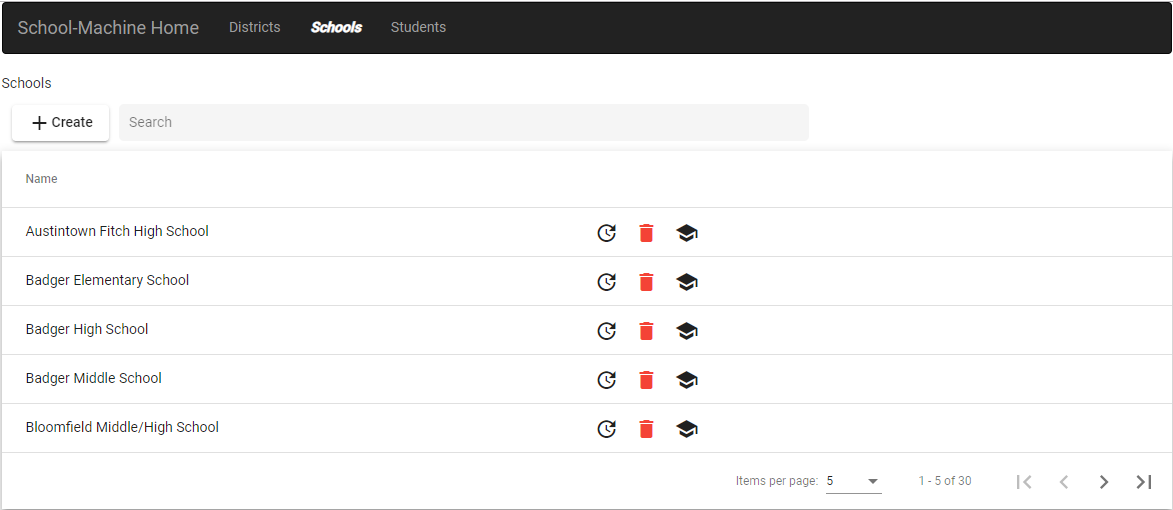 School-Machine Home Districts Schools Students
Schools
Create Search
Name
Austintown Fitch High School
Badger Elementary School
Badger High School
Badger Middle School
Bloomfield Middle/High School
Items per page: 5 1 - 5 of 30